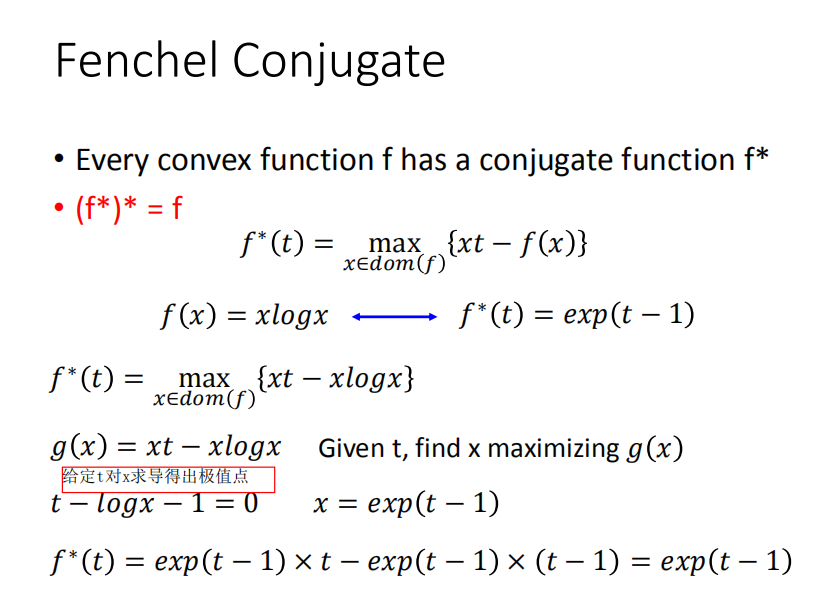 Fenchel Conjugate
• Every convex function f has a conjugate function f*
• (f*)* = f
f*(t) = max {xt − f(x)}
x∈dom(f)
f(x) = xlogx ⟷ f*(t) = exp(t − 1)
f*(t) = max {xt − xlogx}
x∈dom(f)
g(x) = xt − xlogx Given t, find x maximizing g(x)
给定t对x求导得出极值点
t − logx − 1 = 0 x = exp(t − 1)
f*(t) = exp(t − 1) × t − exp(t − 1) × (t − 1) = exp(t − 1)